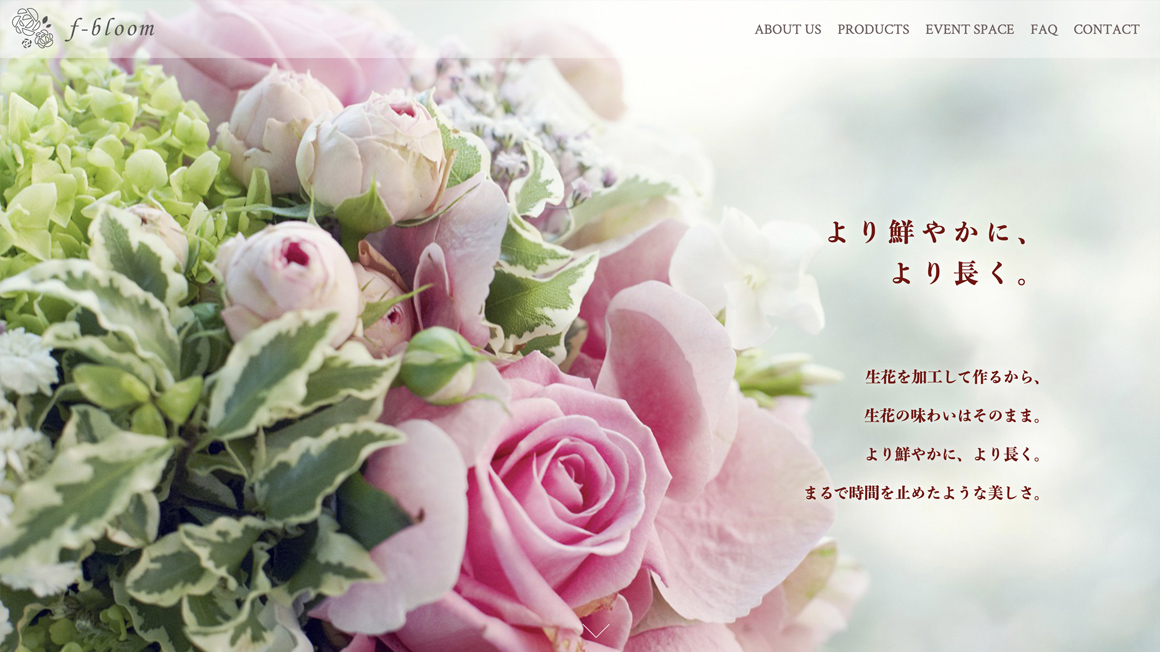 f-bloom
ABOUT US PRODUCTS EVENT SPACE FAQ CONTACT
より鮮やかに、
より長く。
生花を加工して作るから、
生花の味わいはそのまま。
より鮮やかに、より長く。
まるで時間を止めたような美しさ。